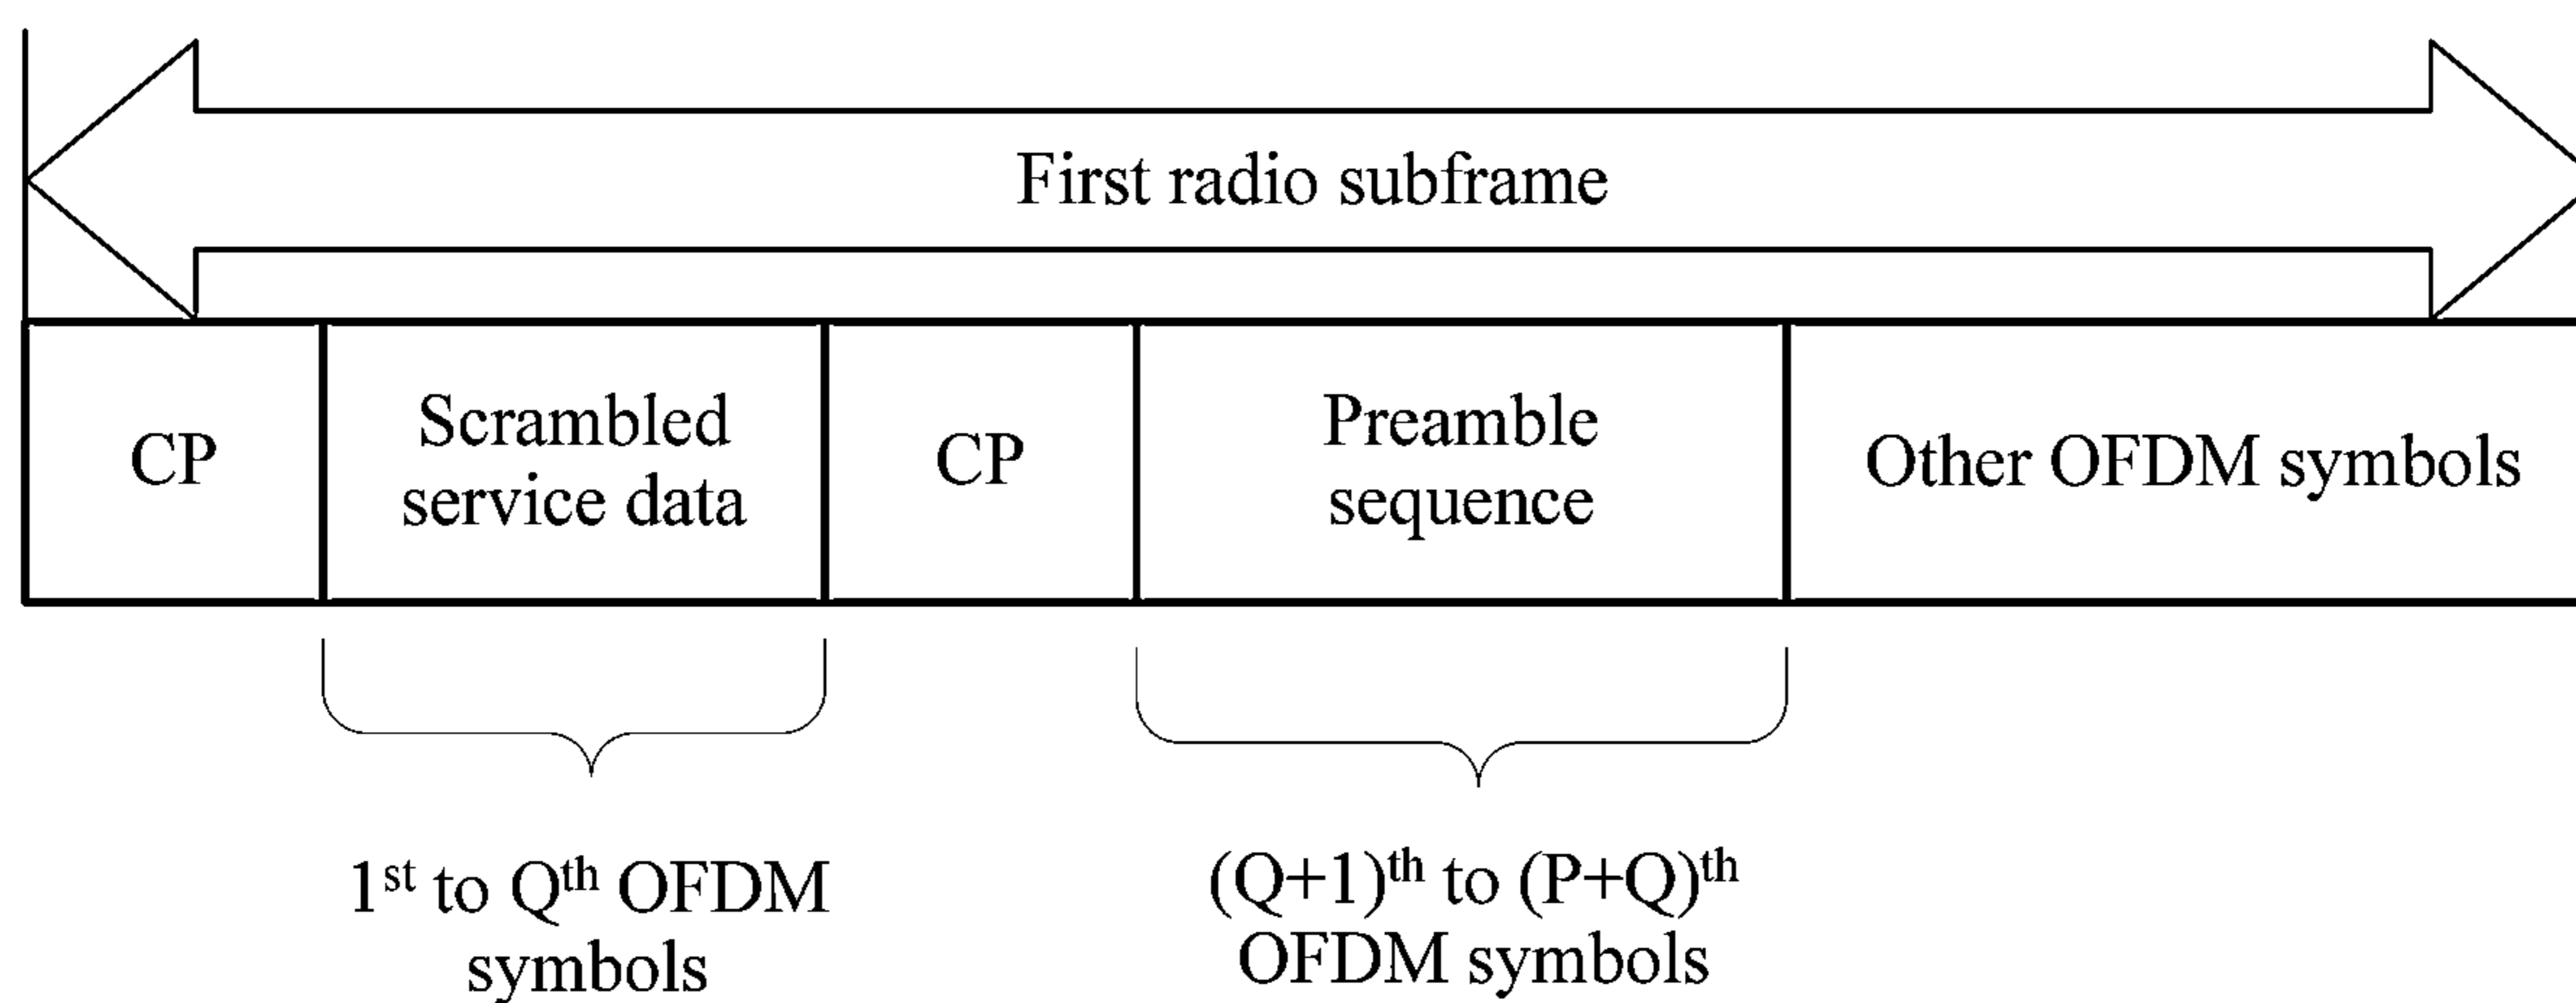 First radio subframe
CP
Scrambled
service data
CP
Preamble
sequence
Other OFDM symbols
1st to Qth OFDM
symbols
(Q+1)th to (P+Q)th
OFDM symbols